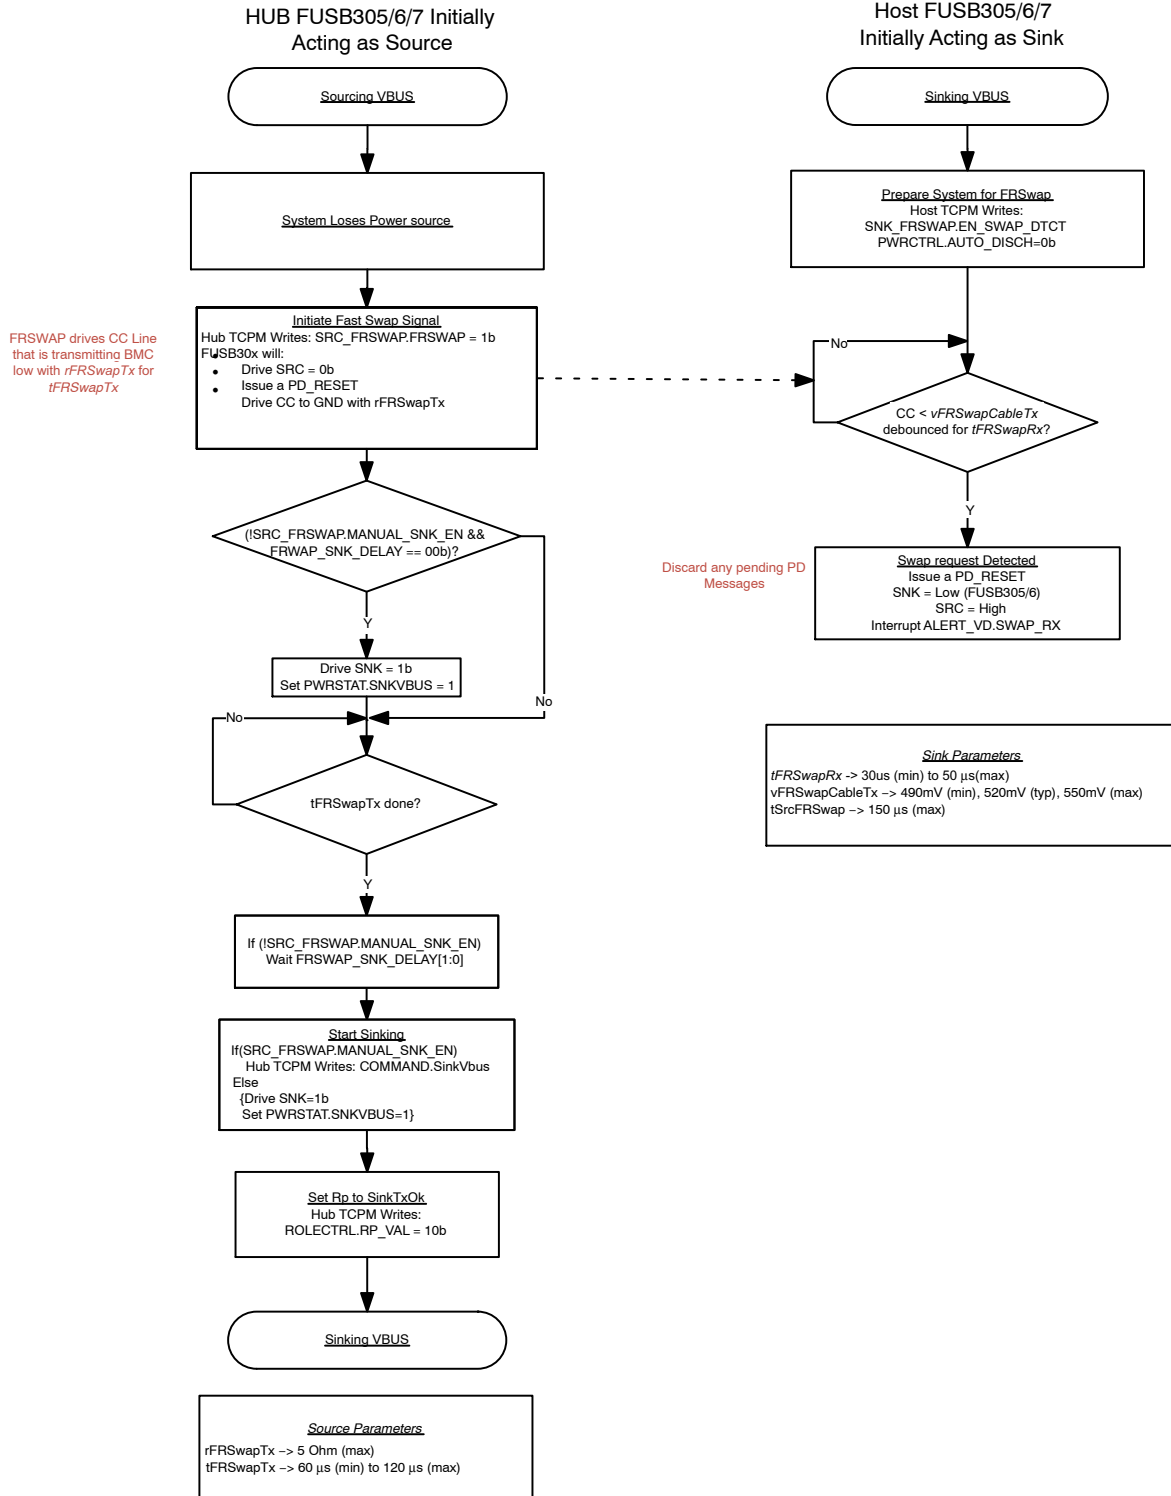 HUB FUSB305/6/7 Initially
Acting as Source
Sourcing VBUS
System Loses Power source
Initiate Fast Swap Signal
Hub TCPM Writes: SRC_FRSWAP.FRSWAP = 1b
FUSB30x will:
• Drive SRC = 0b
• Issue a PD_RESET
• Drive CC to GND with rFRSwapTx
FRSWAP drives CC Line
that is transmitting BMC
low with rFRSwapTx for
tFRSwapTx
(!SRC_FRSWAP.MANUAL_SNK_EN &&
FRWAP_SNK_DELAY == 00b)?
Y
No
Drive SNK = 1b
Set PWRSTAT.SNKVBUS = 1
No
tFRSwapTx done?
Y
If (!SRC_FRSWAP.MANUAL_SNK_EN)
Wait FRSWAP_SNK_DELAY[1:0]
Start Sinking
If(SRC_FRSWAP.MANUAL_SNK_EN)
Hub TCPM Writes: COMMAND.SinkVbus
Else
{Drive SNK=1b
Set PWRSTAT.SNKVBUS=1}
Set Rp to SinkTxOk
Hub TCPM Writes:
ROLECTRL.RP_VAL = 10b
Sinking VBUS
Source Parameters
rFRSwapTx −> 5 Ohm (max)
tFRSwapTx −> 60 μs (min) to 120 μs (max)
Host FUSB305/6/7
Initially Acting as Sink
Sinking VBUS
Prepare System for FRSwap
Host TCPM Writes:
SNK_FRSWAP.EN_SWAP_DTCT
PWRCTRL.AUTO_DISCH=0b
No
CC < vFRSwapCableTx
debounced for tFRSwapRx?
Y
Discard any pending PD
Messages
Swap request Detected
Issue a PD_RESET
SNK = Low (FUSB305/6)
SRC = High
Interrupt ALERT_VD.SWAP_RX
Sink Parameters
tFRSwapRx -> 30us (min) to 50 μs(max)
vFRSwapCableTx −> 490mV (min), 520mV (typ), 550mV (max)
tSrcFRSwap −> 150 μs (max)